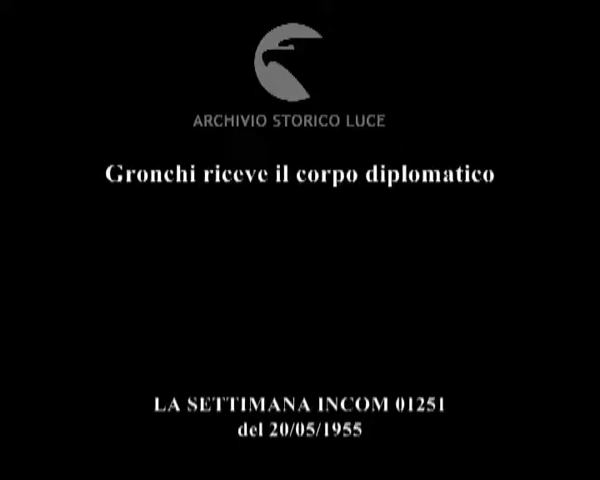 ARCHIVIO STORICO LUCE
Gronchi riceve il corpo diplomatico
LA SETTIMANA INCOM 01251
del 20/05/1955